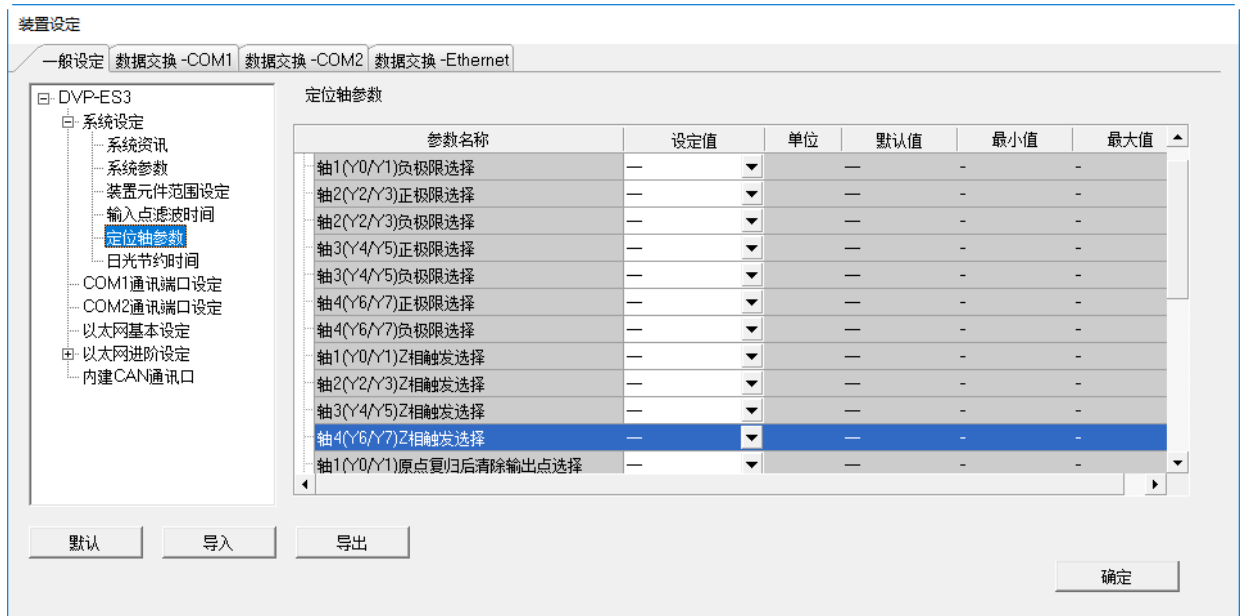 装置设定
一般设定 数据交换 -COM1 数据交换 -COM2 数据交换 -Ethernet
DVP-ES3
系统设定
系统资讯
系统参数
装置元件范围设定
输入点滤波时间
定位轴参数
日光节约时间
COM1通讯端口设定
COM2通讯端口设定
以太网基本设定
以太网进阶设定
内建CAN通讯口
定位轴参数
参数名称 设定值 单位 默认值 最小值 最大值
轴1(Y0/Y1)负极限选择 — — - -
轴2(Y2/Y3)正极限选择 — — - -
轴2(Y2/Y3)负极限选择 — — - -
轴3(Y4/Y5)正极限选择 — — - -
轴3(Y4/Y5)负极限选择 — — - -
轴4(Y6/Y7)正极限选择 — — - -
轴4(Y6/Y7)负极限选择 — — - -
轴1(Y0/Y1)Z相触发选择 — — - -
轴2(Y2/Y3)Z相触发选择 — — - -
轴3(Y4/Y5)Z相触发选择 — — - -
轴4(Y6/Y7)Z相触发选择 — — - -
轴1(Y0/Y1)原点复归后清除输出点选择 — — - -
默认 导入 导出
确定